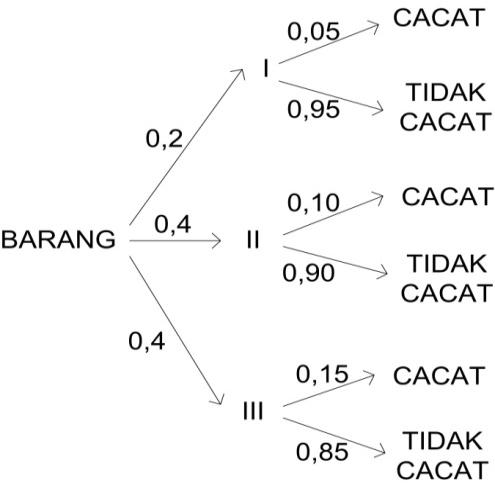 0,05
CACAT
I
0,95
TIDAK
CACAT
0,2
0,10
CACAT
BARANG
0,4
II
0,90
TIDAK
CACAT
0,4
0,15
CACAT
III
0,85
TIDAK
CACAT